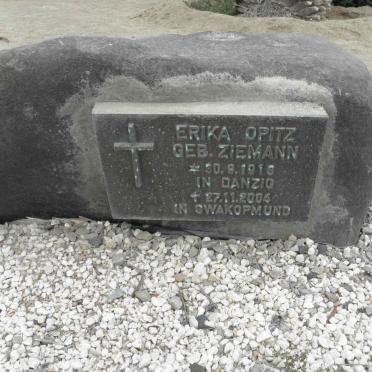 ERIKA OPITZ
GEB. ZIEMANN
* 30.9.1916
IN DANZIG
✝ 27.11.2004
IN SWAKOPMUND